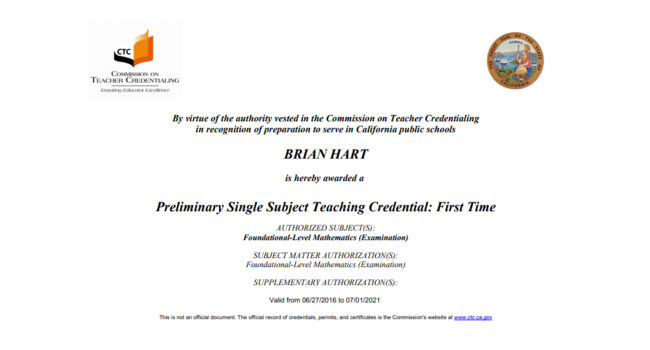 CTC
COMMISSION ON
TEACHER CREDENTIALING
Ensuring Educator Excellence
By virtue of the authority vested in the Commission on Teacher Credentialing
in recognition of preparation to serve in California public schools
BRIAN HART
is hereby awarded a
Preliminary Single Subject Teaching Credential: First Time
AUTHORIZED SUBJECT(S):
Foundational-Level Mathematics (Examination)
SUBJECT MATTER AUTHORIZATION(S):
Foundational-Level Mathematics (Examination)
SUPPLEMENTARY AUTHORIZATION(S):
Valid from 06/27/2016 to 07/01/2021
This is not an official document. The official record of credentials, permits, and certificates is the Commission's website at www.ctc.ca.gov